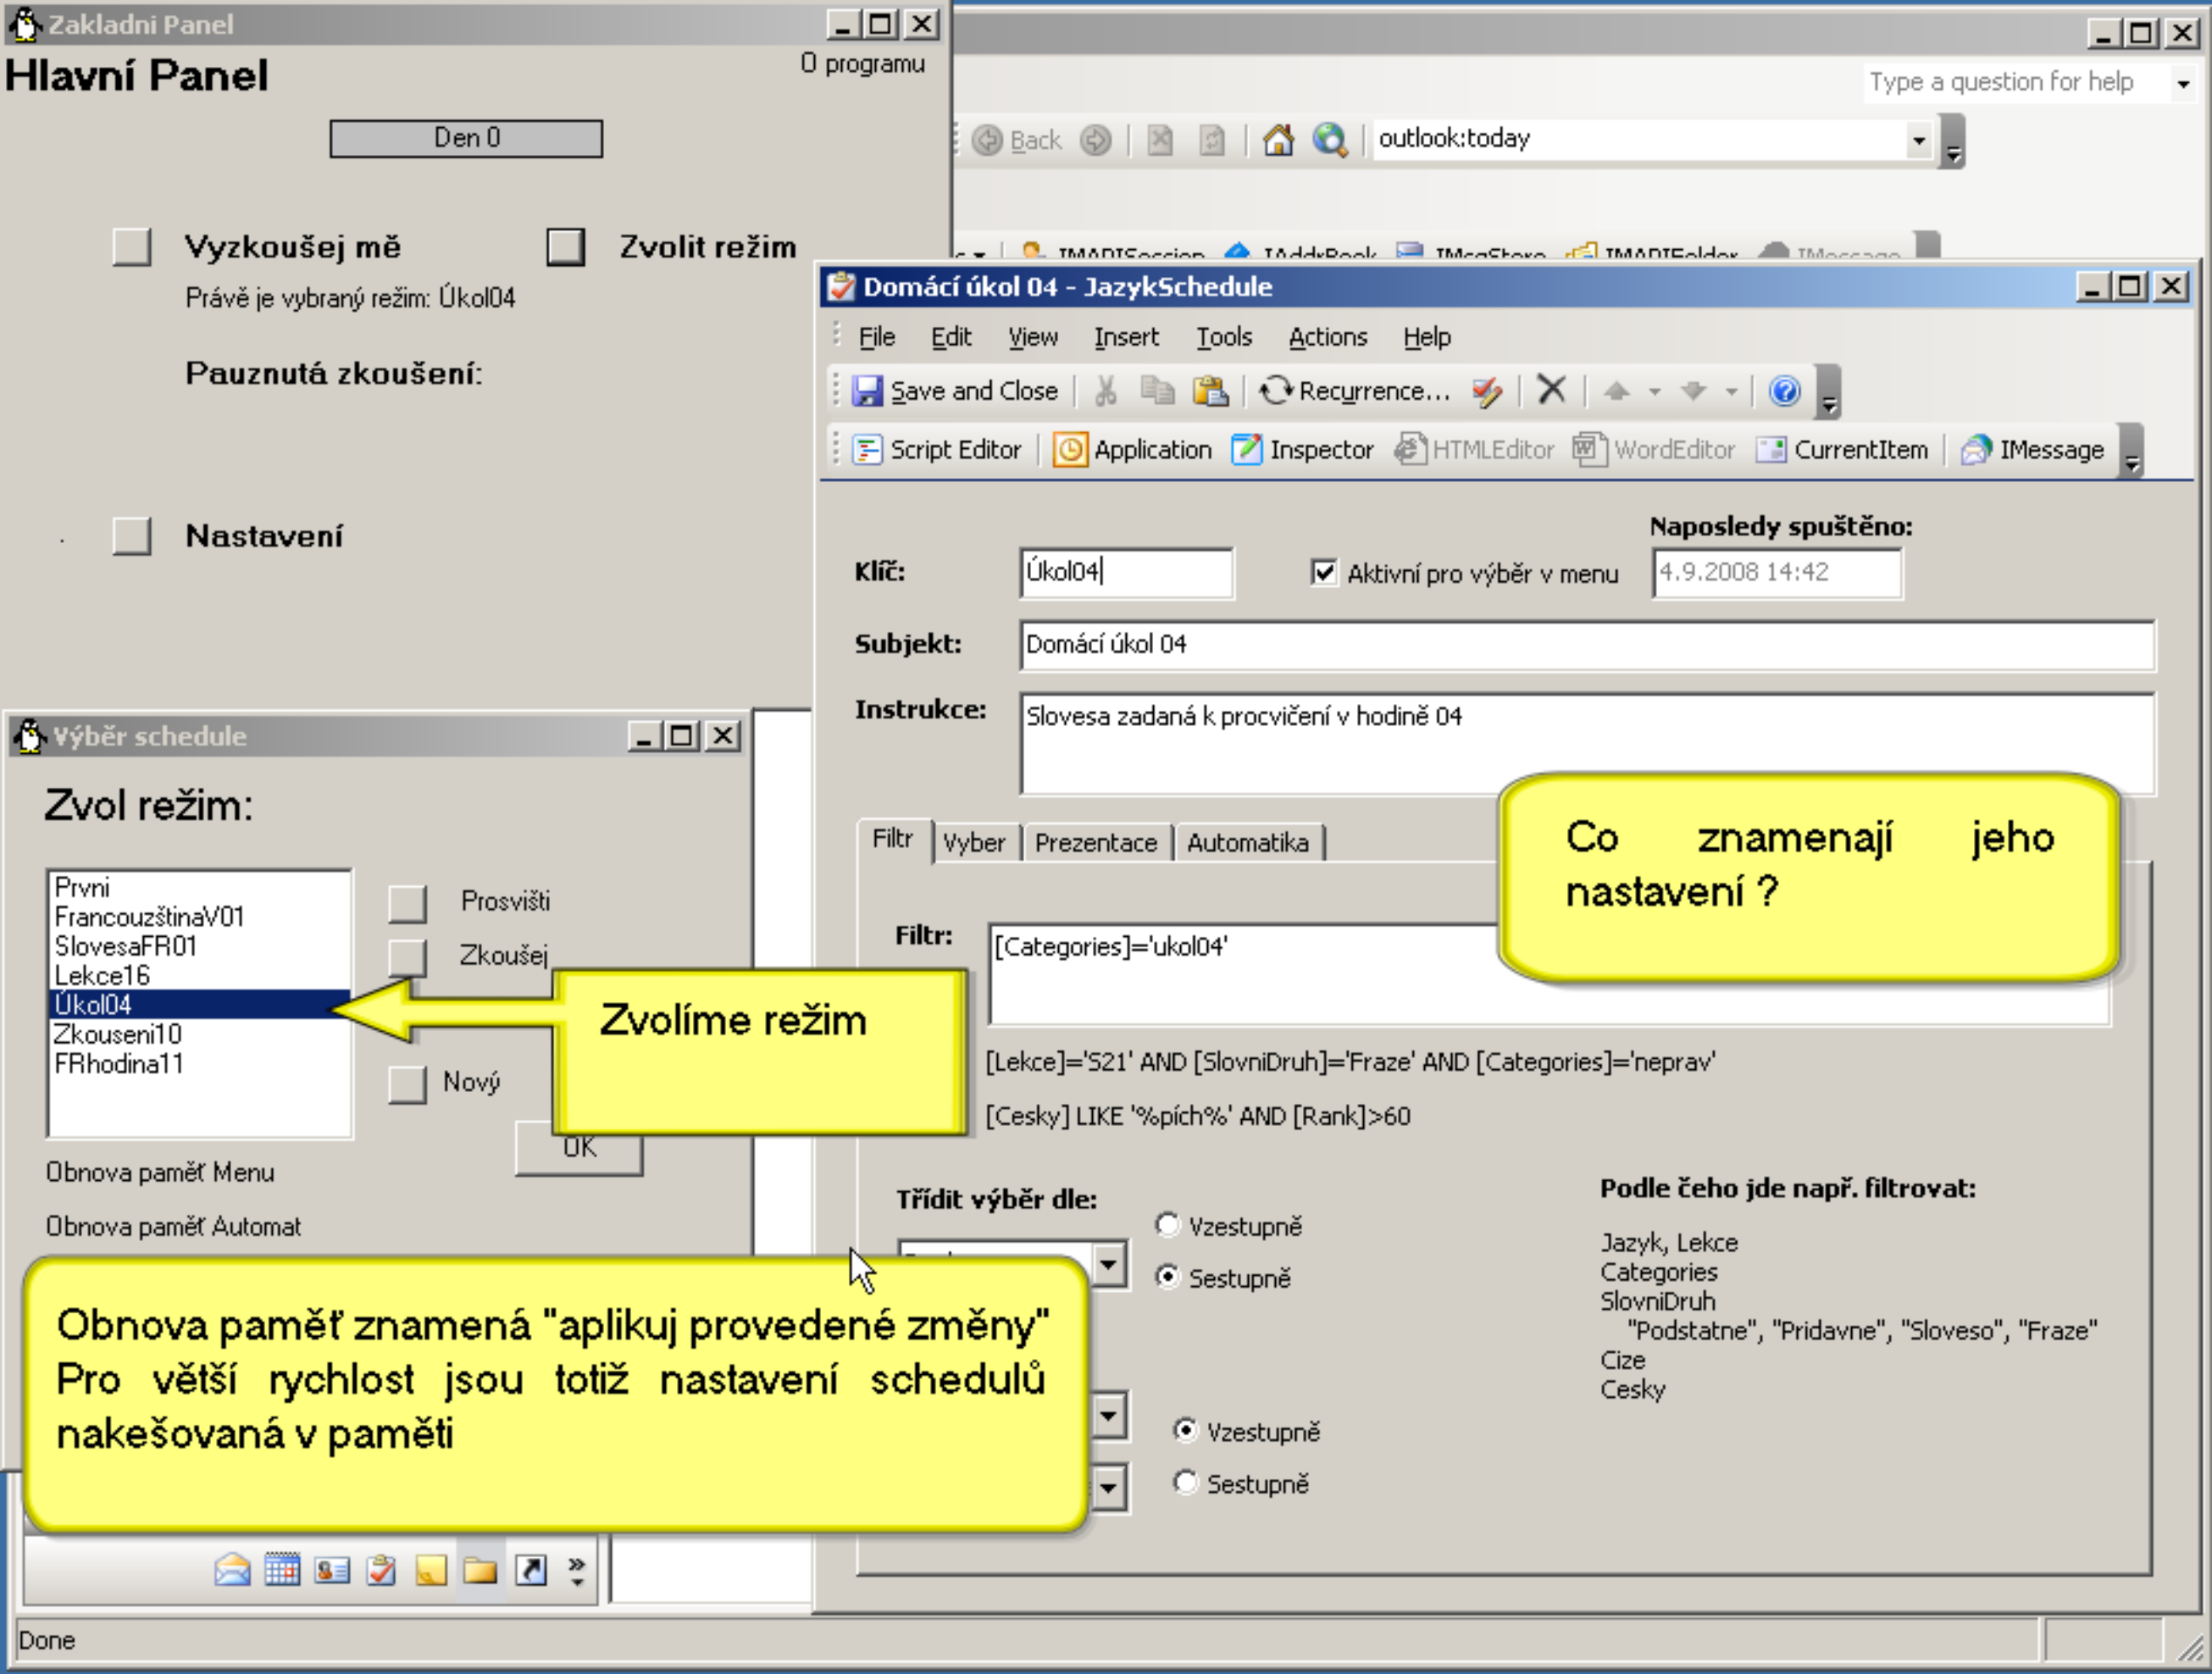 Zakladni Panel
Hlavní Panel
O programu
Den 0
Vyzkoušej mě
Zvolit režim
Právě je vybraný režim: Úkol04
Pauznutá zkoušení:
Nastavení
Type a question for help
Back
outlook:today
IMAPISession IAddrBook IMsgStore IMAPIFolder IMessage
Domácí úkol 04 - JazykSchedule
File Edit View Insert Tools Actions Help
Save and Close Recurrence...
Script Editor Application Inspector HTMLEditor WordEditor CurrentItem IMessage
Naposledy spuštěno:
Klíč: Úkol04 Aktivní pro výběr v menu 4.9.2008 14:42
Subjekt: Domácí úkol 04
Instrukce: Slovesa zadaná k procvičení v hodině 04
Filtr Vyber Prezentace Automatika
Co znamenají jeho
nastavení ?
Filtr: [Categories]='ukol04'
[Lekce]='S21' AND [SlovniDruh]='Fraze' AND [Categories]='neprav'
[Cesky] LIKE '%pích%' AND [Rank]>60
Třídit výběr dle:
Vzestupně
Sestupně
Vzestupně
Sestupně
Podle čeho jde např. filtrovat:
Jazyk, Lekce
Categories
SlovniDruh
"Podstatne", "Pridavne", "Sloveso", "Fraze"
Cize
Cesky
Výběr schedule
Zvol režim:
Prvni
FrancouzštinaV01
SlovesaFR01
Lekce16
Úkol04
Zkouseni10
FRhodina11
Prosvišti
Zkoušej
Nový
OK
Zvolíme režim
Obnova paměť Menu
Obnova paměť Automat
Obnova paměť znamená "aplikuj provedené změny"
Pro větší rychlost jsou totiž nastavení schedulů
nakešovaná v paměti
Done